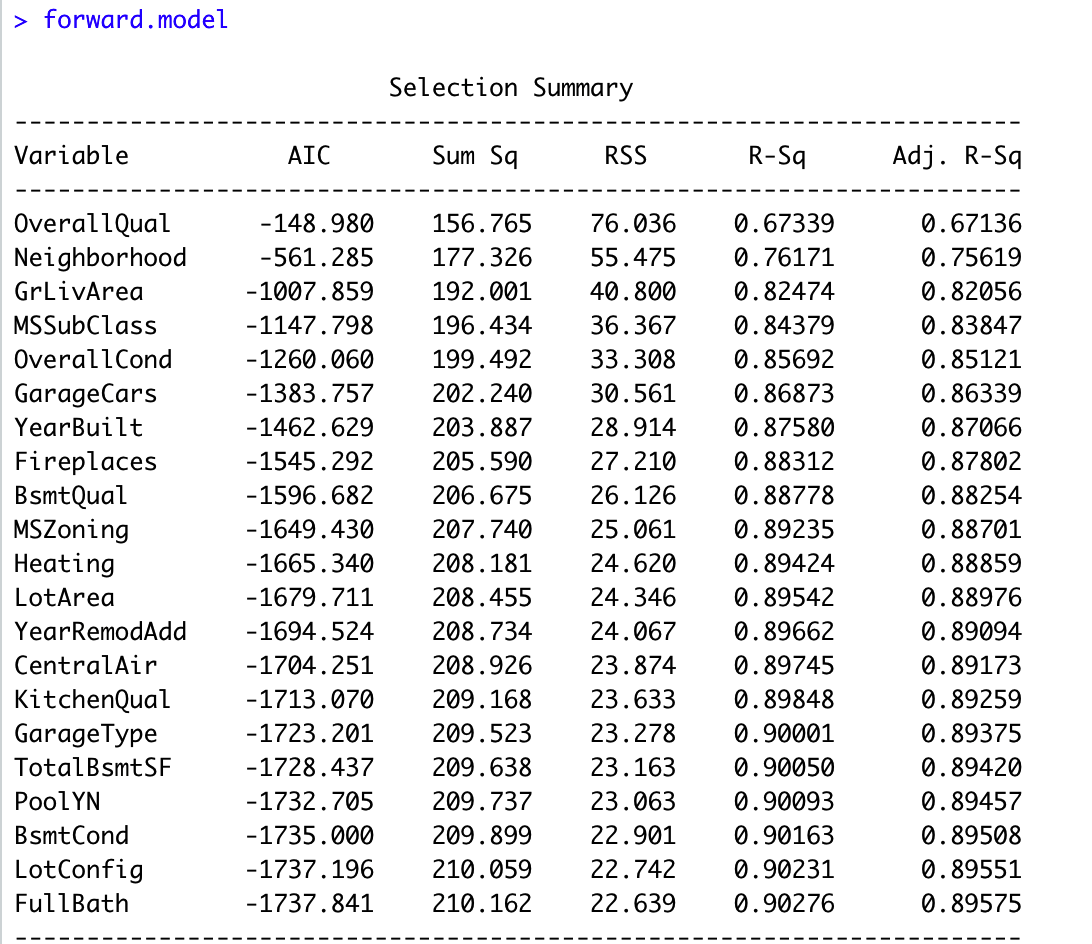 > forward.model
Selection Summary
------------------------------------------------------------------------
Variable AIC Sum Sq RSS R-Sq Adj. R-Sq
------------------------------------------------------------------------
OverallQual -148.980 156.765 76.036 0.67339 0.67136
Neighborhood -561.285 177.326 55.475 0.76171 0.75619
GrLivArea -1007.859 192.001 40.800 0.82474 0.82056
MSSubClass -1147.798 196.434 36.367 0.84379 0.83847
OverallCond -1260.060 199.492 33.308 0.85692 0.85121
GarageCars -1383.757 202.240 30.561 0.86873 0.86339
YearBuilt -1462.629 203.887 28.914 0.87580 0.87066
Fireplaces -1545.292 205.590 27.210 0.88312 0.87802
BsmtQual -1596.682 206.675 26.126 0.88778 0.88254
MSZoning -1649.430 207.740 25.061 0.89235 0.88701
Heating -1665.340 208.181 24.620 0.89424 0.88859
LotArea -1679.711 208.455 24.346 0.89542 0.88976
YearRemodAdd -1694.524 208.734 24.067 0.89662 0.89094
CentralAir -1704.251 208.926 23.874 0.89745 0.89173
KitchenQual -1713.070 209.168 23.633 0.89848 0.89259
GarageType -1723.201 209.523 23.278 0.90001 0.89375
TotalBsmtSF -1728.437 209.638 23.163 0.90050 0.89420
PoolYN -1732.705 209.737 23.063 0.90093 0.89457
BsmtCond -1735.000 209.899 22.901 0.90163 0.89508
LotConfig -1737.196 210.059 22.742 0.90231 0.89551
FullBath -1737.841 210.162 22.639 0.90276 0.89575
------------------------------------------------------------------------